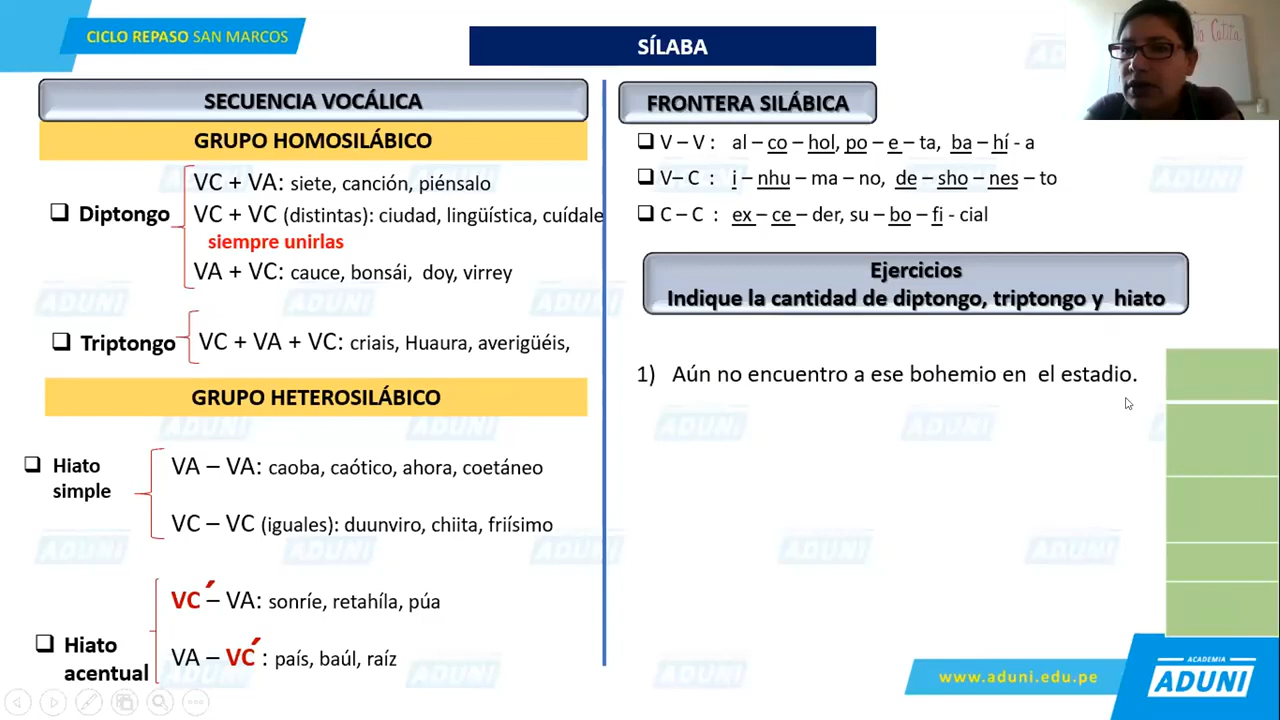 CICLO REPASO SAN MARCOS
SÍLABA
SECUENCIA VOCÁLICA
GRUPO HOMOSILÁBICO
❑ Diptongo
VC + VA: siete, canción, piénsalo
VC + VC (distintas): ciudad, lingüística, cuídale
siempre unirlas
VA + VC: cauce, bonsái, doy, virrey
❑ Triptongo
VC + VA + VC: criais, Huaura, averigüéis,
GRUPO HETEROSILÁBICO
❑ Hiato
simple
VA – VA: caoba, caótico, ahora, coetáneo
VC – VC (iguales): duunviro, chiita, friísimo
❑ Hiato
acentual
VC´ – VA: sonríe, retahíla, púa
VA – VC´ : país, baúl, raíz
FRONTERA SILÁBICA
❑ V – V : al – co – hol, po – e – ta, ba – hí - a
❑ V– C : i – nhu – ma – no, de – sho – nes – to
❑ C – C : ex – ce – der, su – bo – fi - cial
Ejercicios
Indique la cantidad de diptongo, triptongo y hiato
1) Aún no encuentro a ese bohemio en el estadio.
www.aduni.edu.pe
ACADEMIA
ADUNI